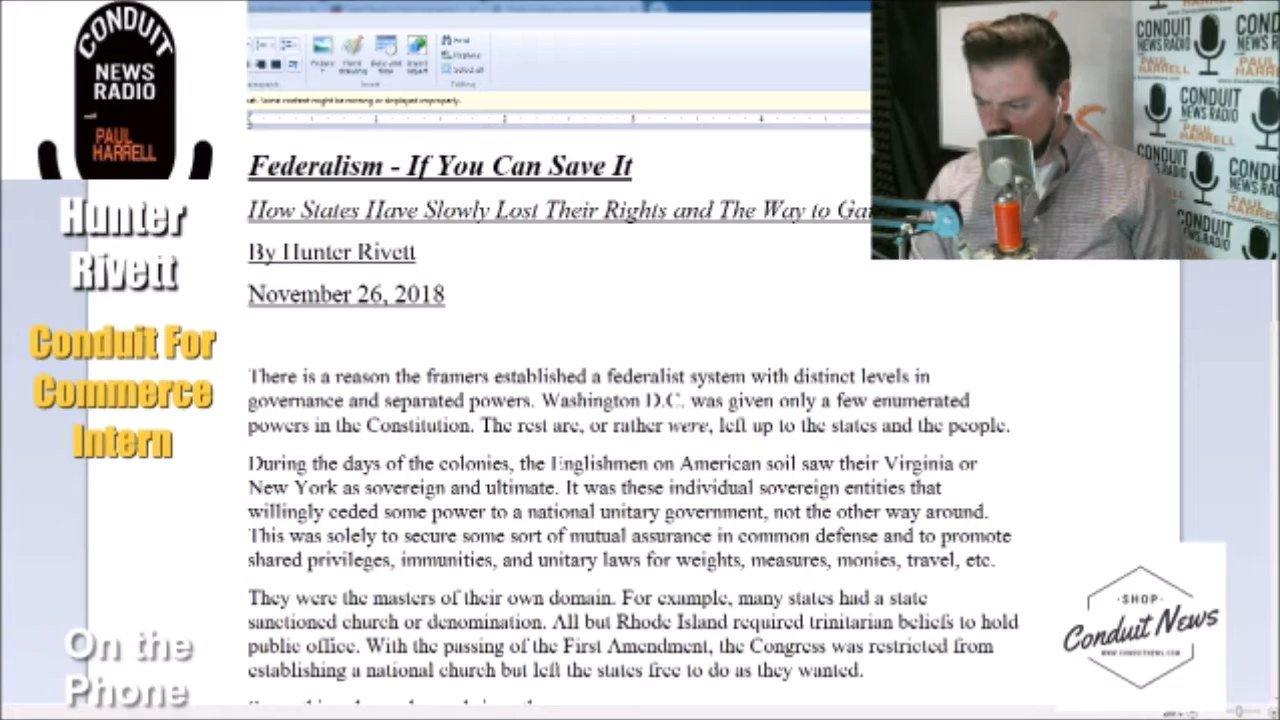 CONDUIT
NEWS
RADIO
with
PAUL
HARRELL
Hunter
Rivett
Conduit For
Commerce
Intern
On the
Phone
Find
Replace
Select all
Federalism - If You Can Save It
How States Have Slowly Lost Their Rights and The Way to
By Hunter Rivett
November 26, 2018
There is a reason the framers established a federalist system with distinct levels in
governance and separated powers. Washington D.C. was given only a few enumerated
powers in the Constitution. The rest are, or rather were, left up to the states and the people.
During the days of the colonies, the Englishmen on American soil saw their Virginia or
New York as sovereign and ultimate. It was these individual sovereign entities that
willingly ceded some power to a national unitary government, not the other way around.
This was solely to secure some sort of mutual assurance in common defense and to promote
shared privileges, immunities, and unitary laws for weights, measures, monies, travel, etc.
They were the masters of their own domain. For example, many states had a state
sanctioned church or denomination. All but Rhode Island required trinitarian beliefs to hold
public office. With the passing of the First Amendment, the Congress was restricted from
establishing a national church but left the states free to do as they wanted.
CONDUIT
NEWS RADIO
PAUL
HARRELL
·SHOP·
Conduit News
WWW.CONDUITNEWS.COM